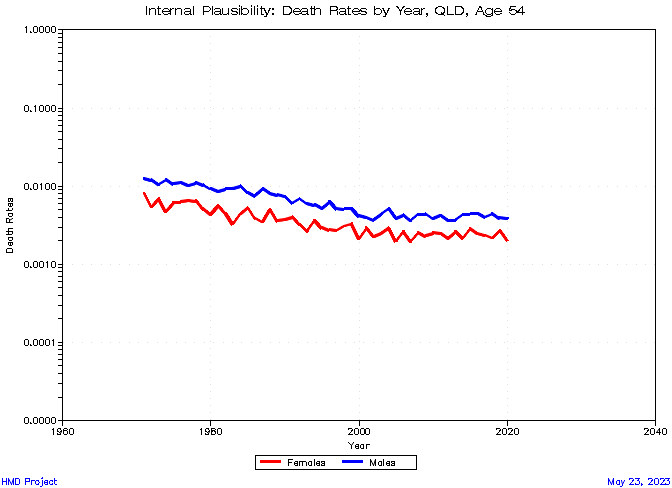 Internal Plausibility: Death Rates by Year, QLD, Age 54
1.0000
0.1000
0.0100
0.0010
0.0001
0.0000
Death Rates
1960 1980 2000 2020 2040
Year
Females Males
HMD Project May 23, 2023